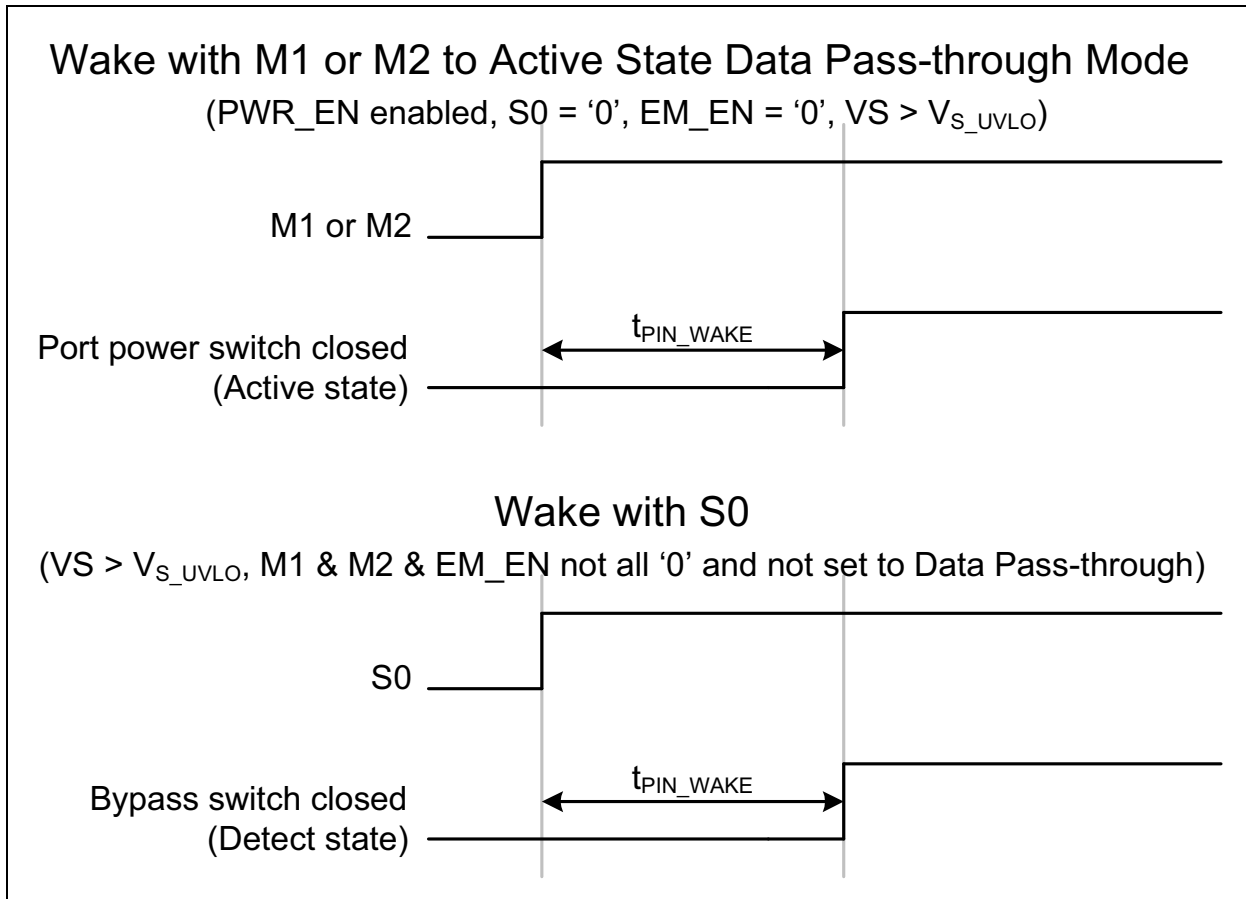 Wake with M1 or M2 to Active State Data Pass-through Mode
(PWR_EN enabled, S0 = ‘0’, EM_EN = ‘0’, VS > VS_UVLO)
M1 or M2
tPIN_WAKE
Port power switch closed
(Active state)
Wake with S0
(VS > VS_UVLO, M1 & M2 & EM_EN not all ‘0’ and not set to Data Pass-through)
S0
tPIN_WAKE
Bypass switch closed
(Detect state)